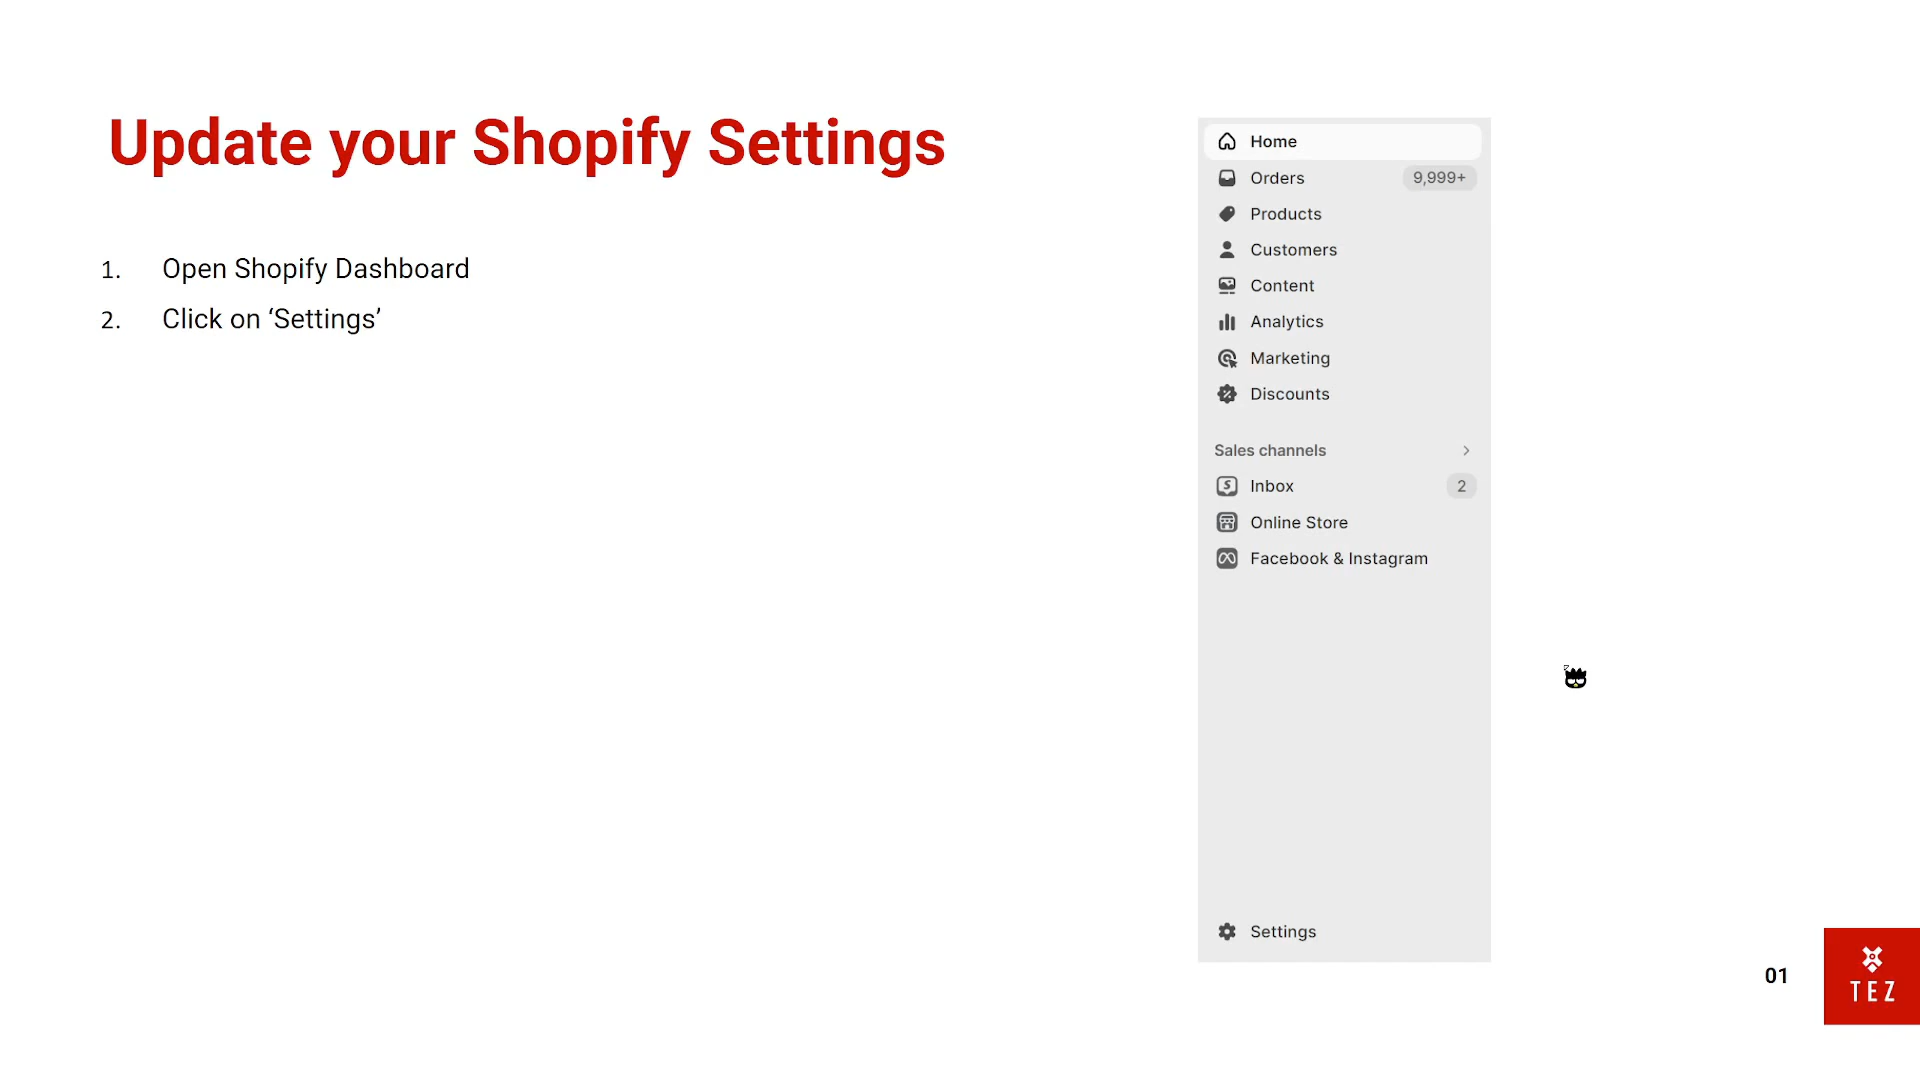 Update your Shopify Settings
1. Open Shopify Dashboard
2. Click on ‘Settings’
Home
Orders 9,999+
Products
Customers
Content
Analytics
Marketing
Discounts
Sales channels
Inbox 2
Online Store
Facebook & Instagram
Settings
01
TEZ